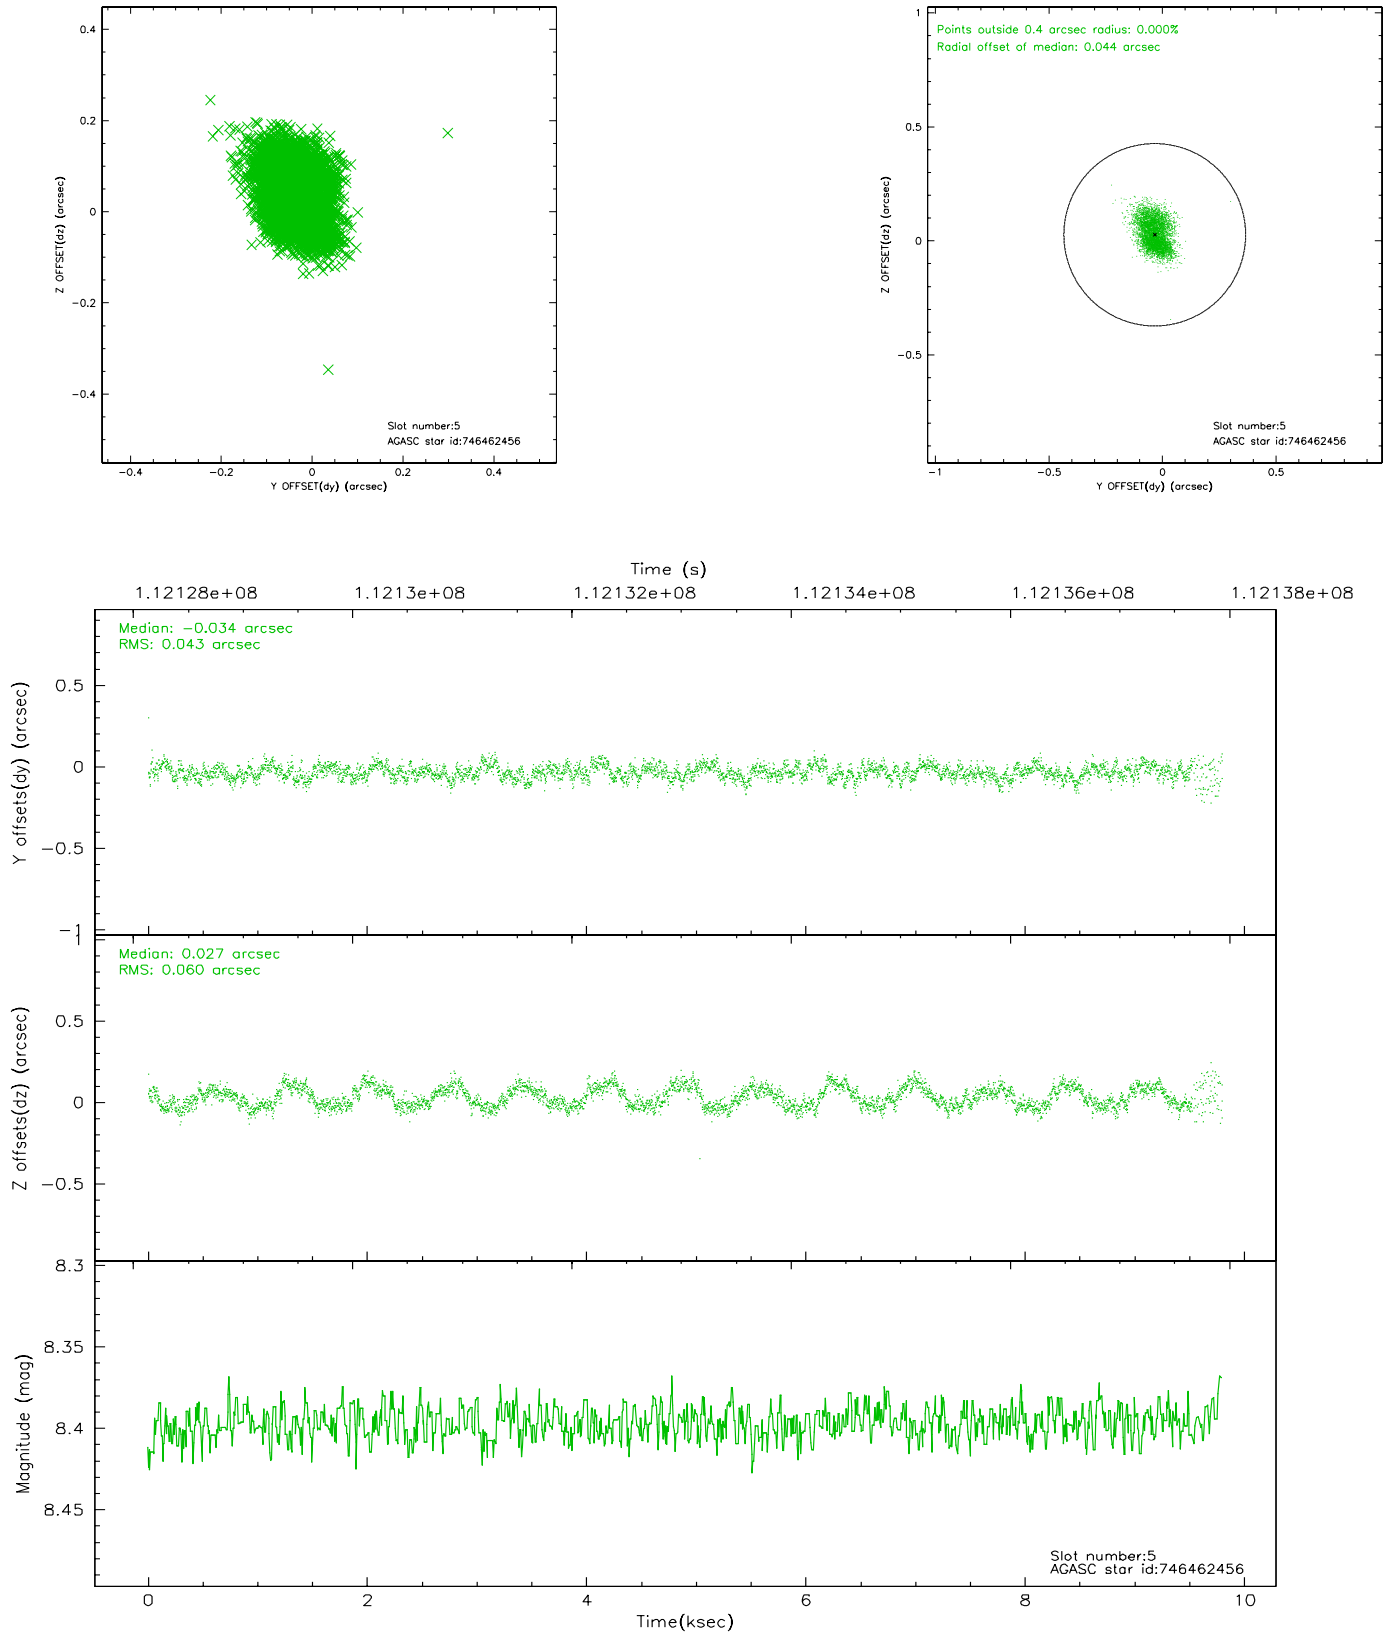 0.4
0.2
0
−0.2
−0.4
Z OFFSET(dz) (arcsec)
Slot number:5
AGASC star id:746462456
−0.4
−0.2
0
0.2
0.4
Y OFFSET(dy) (arcsec)
Points outside 0.4 arcsec radius: 0.000%
Radial offset of median: 0.044 arcsec
1
0.5
0
−0.5
Z OFFSET(dz) (arcsec)
Slot number:5
AGASC star id:746462456
−1
−0.5
0
0.5
Y OFFSET(dy) (arcsec)
Time (s)
1.12128e+08
1.1213e+08
1.12132e+08
1.12134e+08
1.12136e+08
1.12138e+08
Median: −0.034 arcsec
RMS: 0.043 arcsec
0.5
0
−0.5
−1
Y offsets(dy) (arcsec)
Median: 0.027 arcsec
RMS: 0.060 arcsec
1
0.5
0
−0.5
Z offsets(dz) (arcsec)
8.3
8.35
8.4
8.45
Magnitude (mag)
Slot number:5
AGASC star id:746462456
0
2
4
6
8
10
Time(ksec)